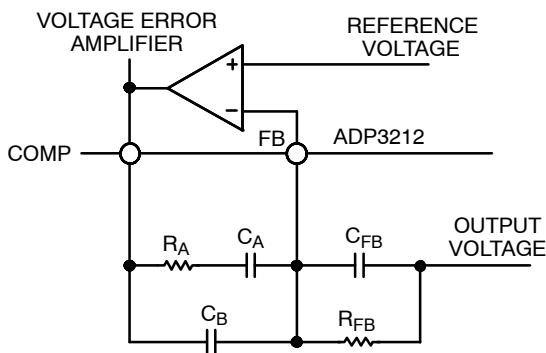 VOLTAGE ERROR
AMPLIFIER
REFERENCE
VOLTAGE
+
−
FB
ADP3212
COMP
OUTPUT
VOLTAGE
RA
CA
CFB
CB
RFB